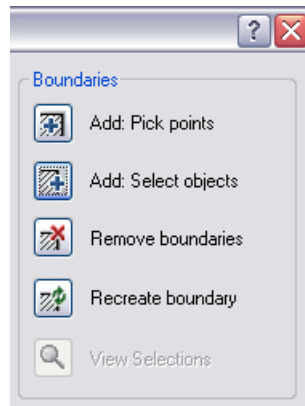 ?
Boundaries
Add: Pick points
Add: Select objects
Remove boundaries
Recreate boundary
View Selections